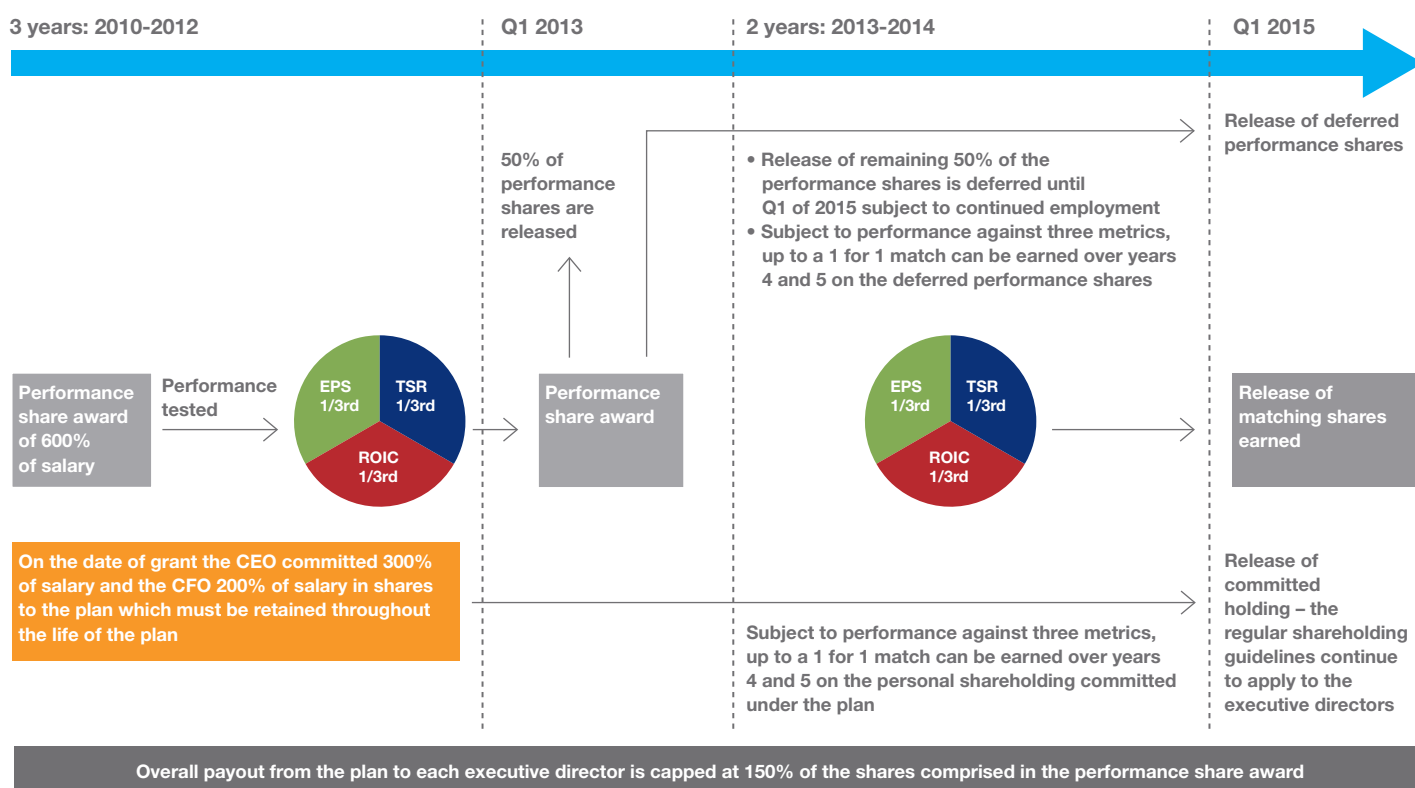 3 years: 2010-2012
Q1 2013
2 years: 2013-2014
Q1 2015
50% of
performance
shares are
released
• Release of remaining 50% of the
performance shares is deferred until
Q1 of 2015 subject to continued employment
• Subject to performance against three metrics,
up to a 1 for 1 match can be earned over years
4 and 5 on the deferred performance shares
Release of deferred
performance shares
Performance
share award
of 600%
of salary
Performance
tested
EPS
1/3rd
TSR
1/3rd
ROIC
1/3rd
Performance
share award
EPS
1/3rd
TSR
1/3rd
ROIC
1/3rd
Release of
matching shares
earned
On the date of grant the CEO committed 300%
of salary and the CFO 200% of salary in shares
to the plan which must be retained throughout
the life of the plan
Subject to performance against three metrics,
up to a 1 for 1 match can be earned over years
4 and 5 on the personal shareholding committed
under the plan
Release of
committed
holding – the
regular shareholding
guidelines continue
to apply to the
executive directors
Overall payout from the plan to each executive director is capped at 150% of the shares comprised in the performance share award